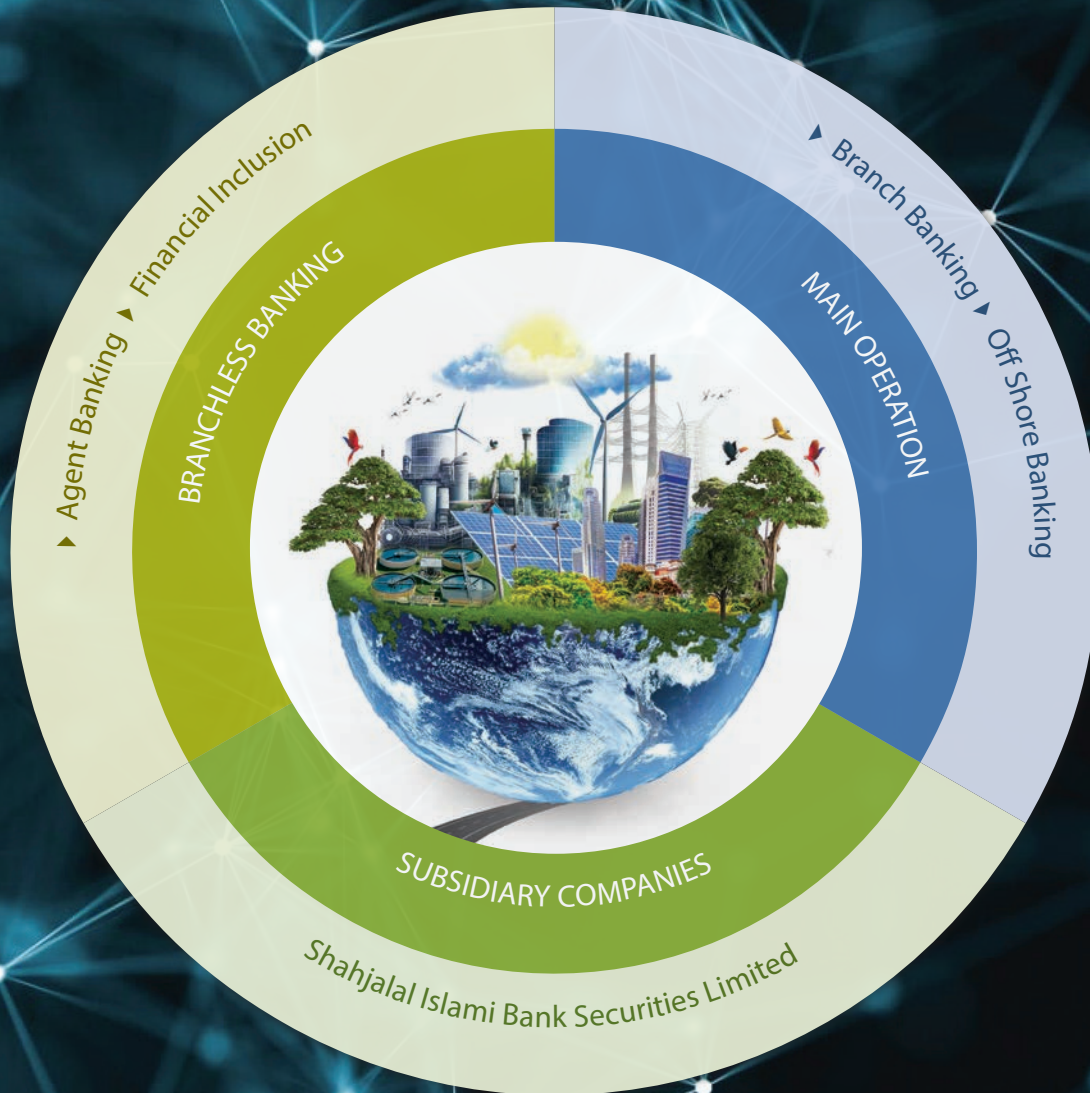 BRANCHLESS BANKING
▶ Agent Banking ▶ Financial Inclusion
MAIN OPERATION
▶ Branch Banking ▶ Off Shore Banking
SUBSIDIARY COMPANIES
Shahjalal Islami Bank Securities Limited